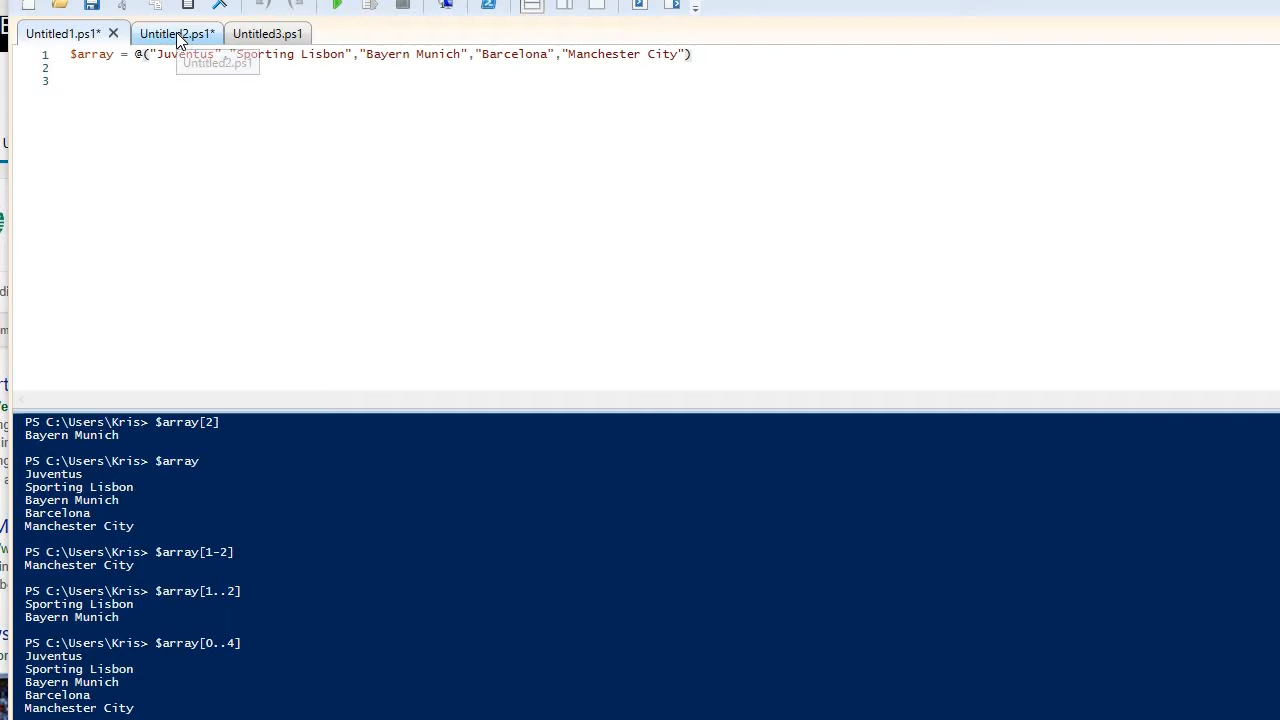 Untitled1.ps1* Untitled2.ps1* Untitled3.ps1
1 $array = @("Juventus","Sporting Lisbon","Bayern Munich","Barcelona","Manchester City")
Untitled2.ps1
2
3
PS C:\Users\Kris> $array[2]
Bayern Munich
PS C:\Users\Kris> $array
Juventus
Sporting Lisbon
Bayern Munich
Barcelona
Manchester City
PS C:\Users\Kris> $array[1-2]
Manchester City
PS C:\Users\Kris> $array[1..2]
Sporting Lisbon
Bayern Munich
PS C:\Users\Kris> $array[0..4]
Juventus
Sporting Lisbon
Bayern Munich
Barcelona
Manchester City